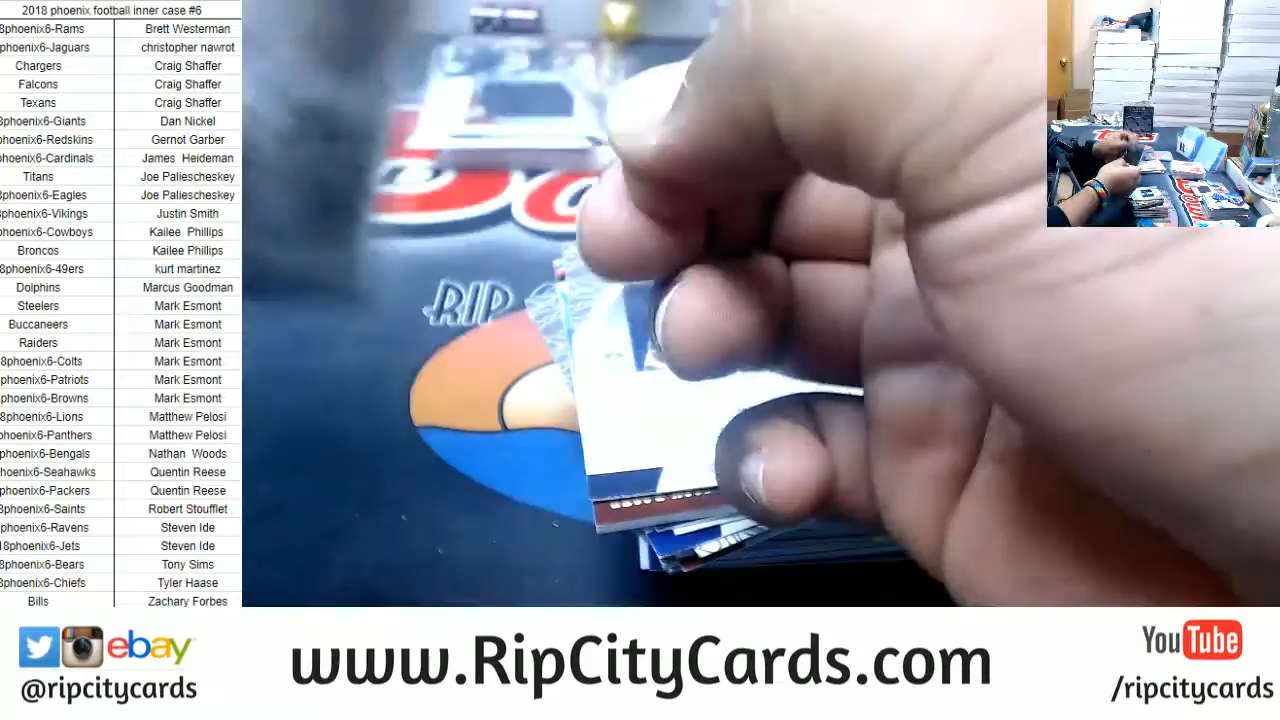 2018 phoenix football inner case #6
8phoenix6-Rams Brett Westerman
phoenix6-Jaguars christopher nawrot
Chargers Craig Shaffer
Falcons Craig Shaffer
Texans Craig Shaffer
8phoenix6-Giants Dan Nickel
phoenix6-Redskins Gernot Garber
phoenix6-Cardinals James Heideman
Titans Joe Paliescheskey
8phoenix6-Eagles Joe Paliescheskey
phoenix6-Vikings Justin Smith
phoenix6-Cowboys Kailee Phillips
Broncos Kailee Phillips
8phoenix6-49ers kurt martinez
Dolphins Marcus Goodman
Steelers Mark Esmont
Buccaneers Mark Esmont
Raiders Mark Esmont
8phoenix6-Colts Mark Esmont
phoenix6-Patriots Mark Esmont
phoenix6-Browns Mark Esmont
8phoenix6-Lions Matthew Pelosi
phoenix6-Panthers Matthew Pelosi
phoenix6-Bengals Nathan Woods
hoenix6-Seahawks Quentin Reese
phoenix6-Packers Quentin Reese
8phoenix6-Saints Robert Stoufflet
phoenix6-Ravens Steven Ide
18phoenix6-Jets Steven Ide
8phoenix6-Bears Tony Sims
8phoenix6-Chiefs Tyler Haase
Bills Zachary Forbes
RIP
ebay
@ripcitycards
www.RipCityCards.com
YouTube
/ripcitycards